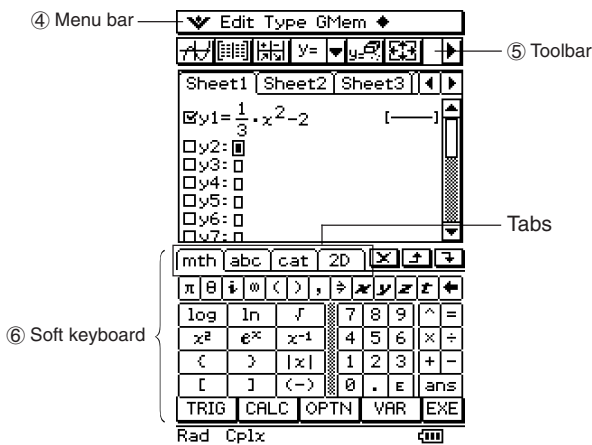 ④ Menu bar
Edit Type GMem ◆
y= ▼ ▶
⑤ Toolbar
Sheet1 Sheet2 Sheet3 ◀ ▶
☑y1=1/3·x²−2 [—]
□y2:
□y3:
□y4:
□y5:
□y6:
□y7:
Tabs
mth abc cat 2D
π θ i ∞ ( ) , ⇒ x y z t ←
⑥ Soft keyboard
log ln √ 7 8 9 ^ =
x² eˣ x⁻¹ 4 5 6 × ÷
( ) |x| 1 2 3 + −
[ ] (−) 0 . E ans
TRIG CALC OPTN VAR EXE
Rad Cplx